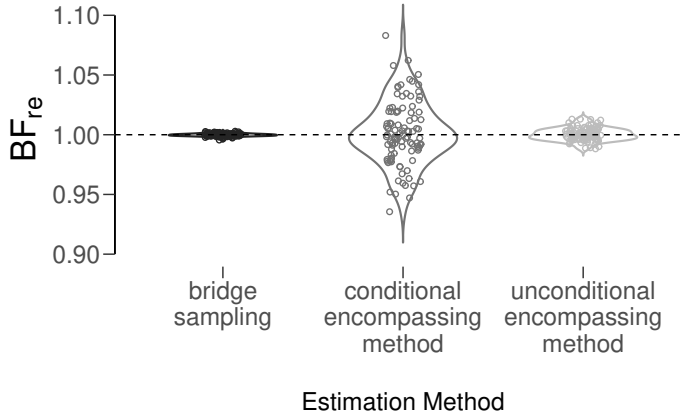 BF_re
1.10
1.05
1.00
0.95
0.90
bridge
sampling
conditional
encompassing
method
unconditional
encompassing
method
Estimation Method